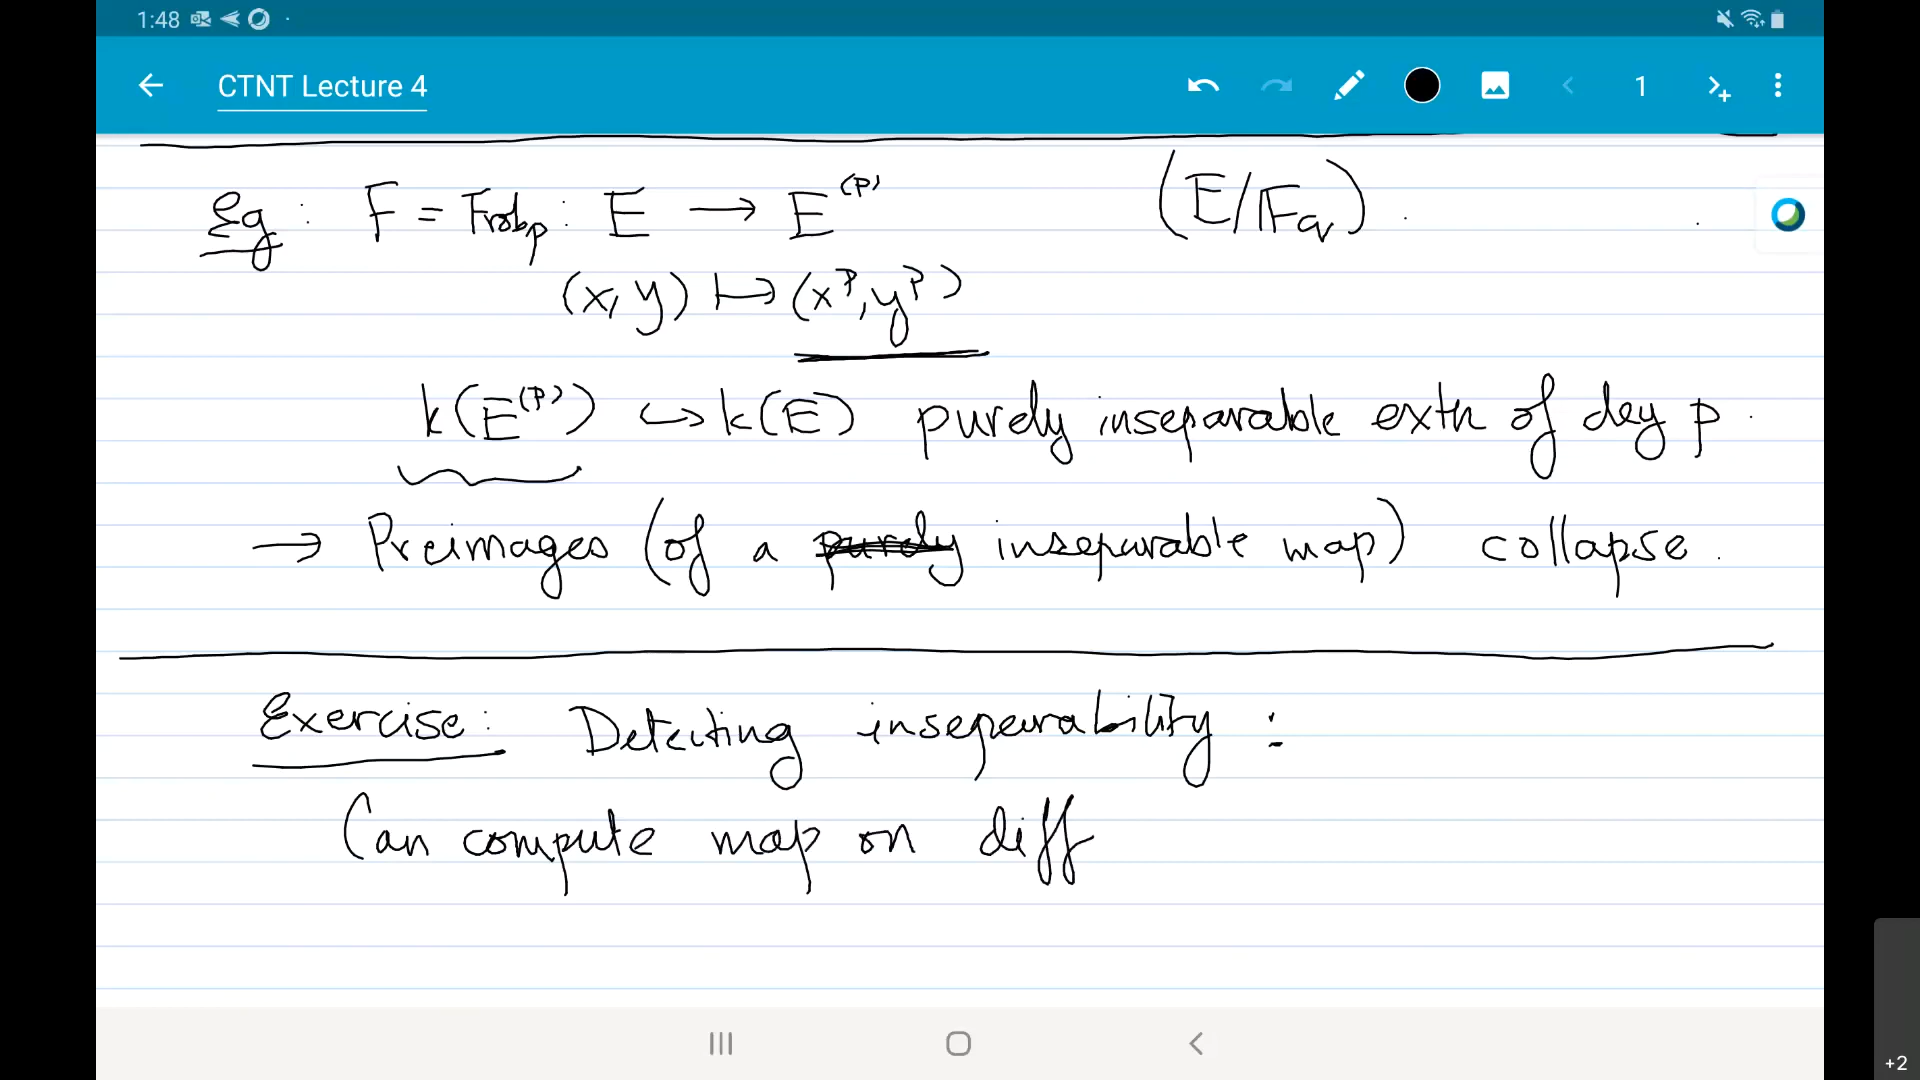 1:48
CTNT Lecture 4
1
Eg: F = Frob_p: E → E^(p) (E/F_q).
(x, y) ↦ (x^p, y^p)
k(E^(p)) ↪ k(E) purely inseparable extn of deg p.
→ Preimages (of a purely inseparable map) collapse.
Exercise: Detecting inseparability:
Can compute map on diff
+2